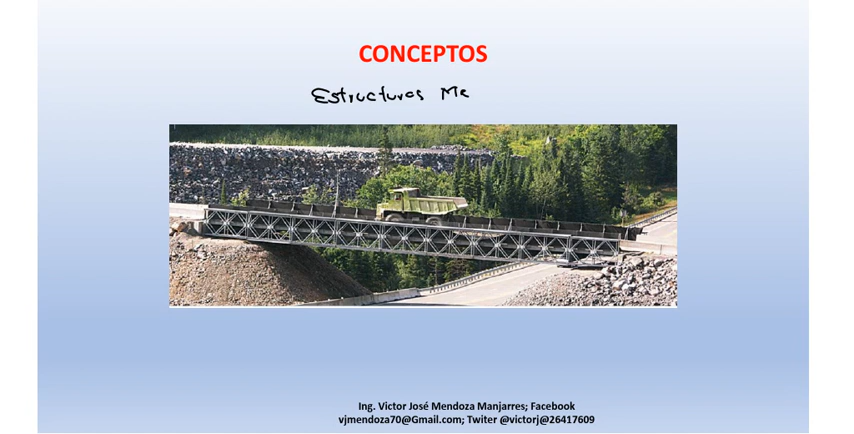 CONCEPTOS
Estructuras Me
Ing. Victor José Mendoza Manjarres; Facebook
vjmendoza70@Gmail.com; Twiter @victorj@26417609